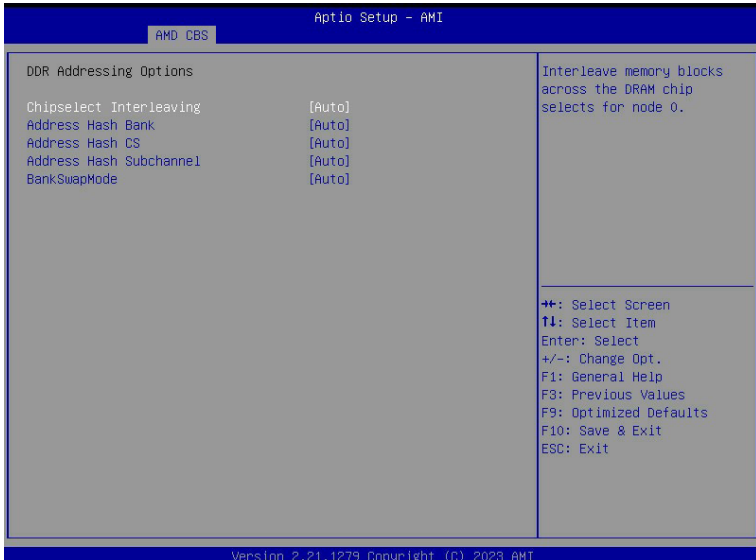 Aptio Setup - AMI
AMD CBS
DDR Addressing Options
Chipselect Interleaving [Auto]
Address Hash Bank [Auto]
Address Hash CS [Auto]
Address Hash Subchannel [Auto]
BankSwapMode [Auto]
Interleave memory blocks
across the DRAM chip
selects for node 0.
→←: Select Screen
↑↓: Select Item
Enter: Select
+/-: Change Opt.
F1: General Help
F3: Previous Values
F9: Optimized Defaults
F10: Save & Exit
ESC: Exit
Version 2.21.1279 Copyright (C) 2023 AMI